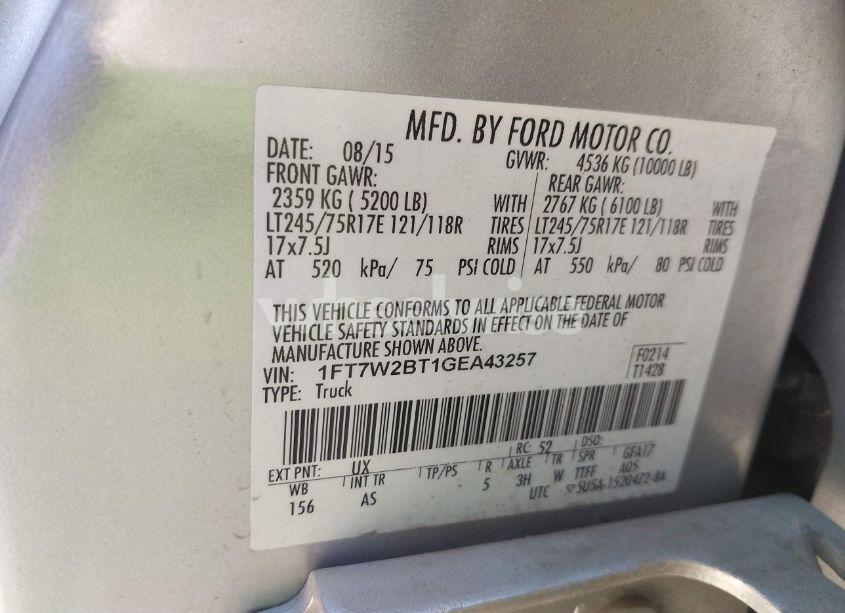 MFD. BY FORD MOTOR CO.
DATE: 08/15 GVWR: 4536 KG (10000 LB)
FRONT GAWR: REAR GAWR:
2359 KG ( 5200 LB) WITH 2767 KG ( 6100 LB) WITH
LT245/75R17E 121/118R TIRES LT245/75R17E 121/118R TIRES
17x7.5J RIMS 17x7.5J RIMS
AT 520 kPa/ 75 PSI COLD AT 550 kPa/ 80 PSI COLD
THIS VEHICLE CONFORMS TO ALL APPLICABLE FEDERAL MOTOR
VEHICLE SAFETY STANDARDS IN EFFECT ON THE DATE OF
MANUFACTURE SHOWN ABOVE.
VIN: 1FT7W2BT1GEA43257 F0214
TYPE: Truck T1428
RC: 52 DSO:
EXT PNT: UX GFA17
WB INT TR TP/PS R AXLE TR SPR A05
156 AS 5 3H W TTFF
UTC ▽5U5A-1520472-BA